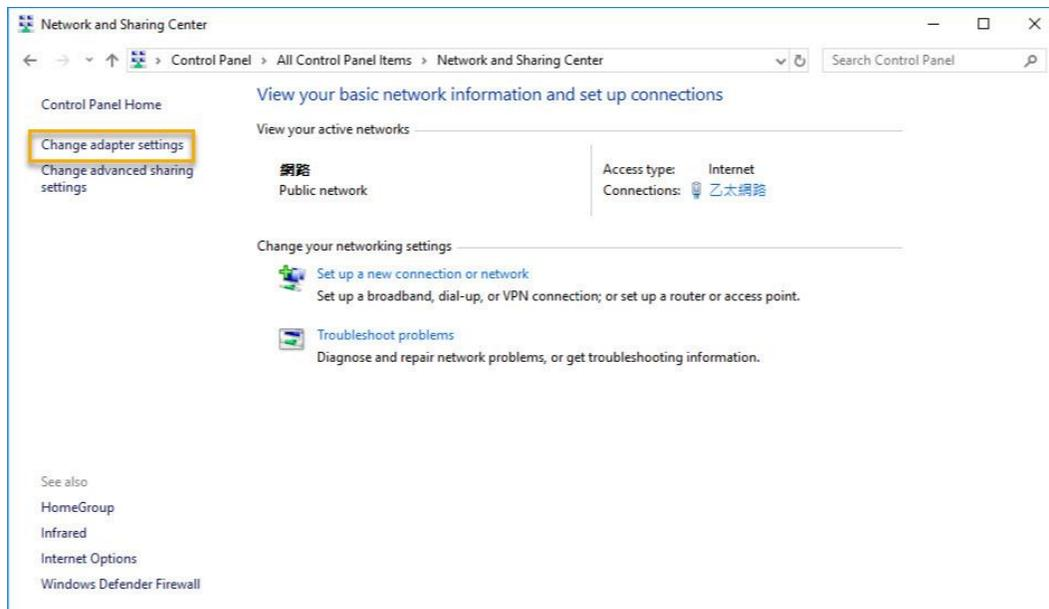 Network and Sharing Center
Control Panel > All Control Panel Items > Network and Sharing Center
Search Control Panel
Control Panel Home
Change adapter settings
Change advanced sharing
settings
View your basic network information and set up connections
View your active networks
網路
Public network
Access type: Internet
Connections: 乙太網路
Change your networking settings
Set up a new connection or network
Set up a broadband, dial-up, or VPN connection; or set up a router or access point.
Troubleshoot problems
Diagnose and repair network problems, or get troubleshooting information.
See also
HomeGroup
Infrared
Internet Options
Windows Defender Firewall